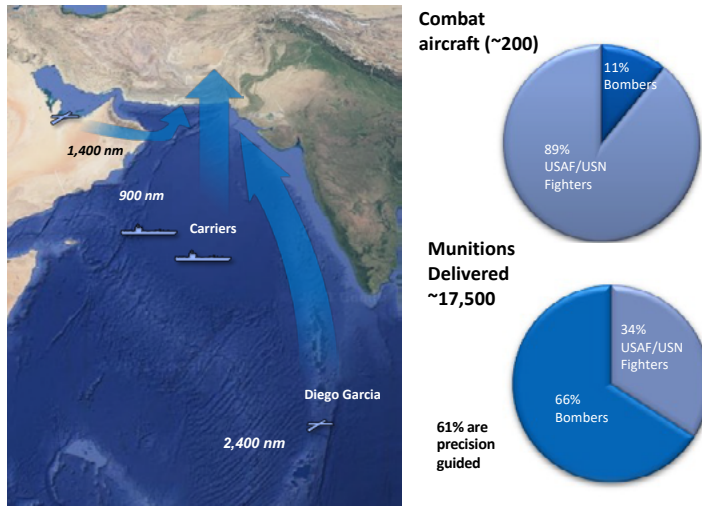 1,400 nm
900 nm
Carriers
Diego Garcia
2,400 nm
Combat
aircraft (~200)
11%
Bombers
89%
USAF/USN
Fighters
Munitions
Delivered
~17,500
34%
USAF/USN
Fighters
66%
Bombers
61% are
precision
guided